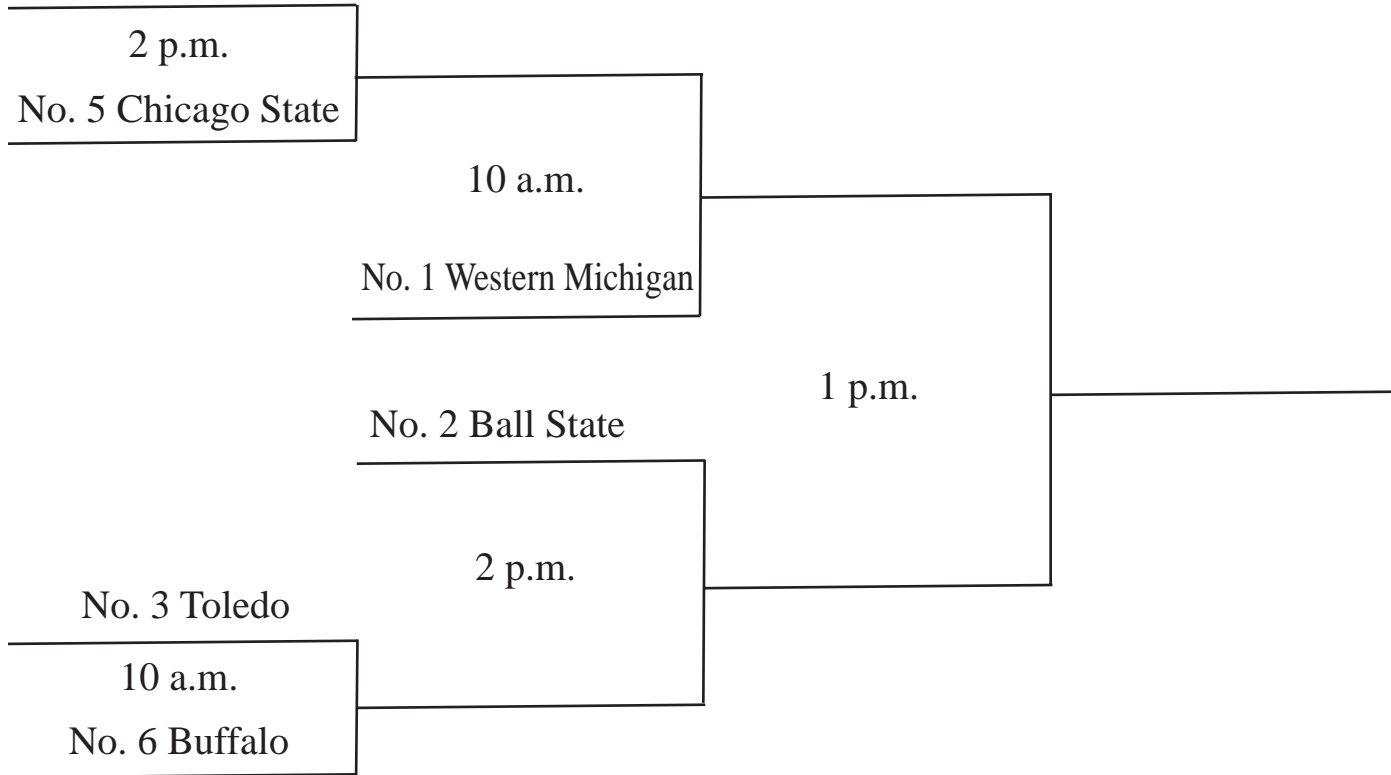 2 p.m.
No. 5 Chicago State
10 a.m.
No. 1 Western Michigan
1 p.m.
No. 2 Ball State
2 p.m.
No. 3 Toledo
10 a.m.
No. 6 Buffalo